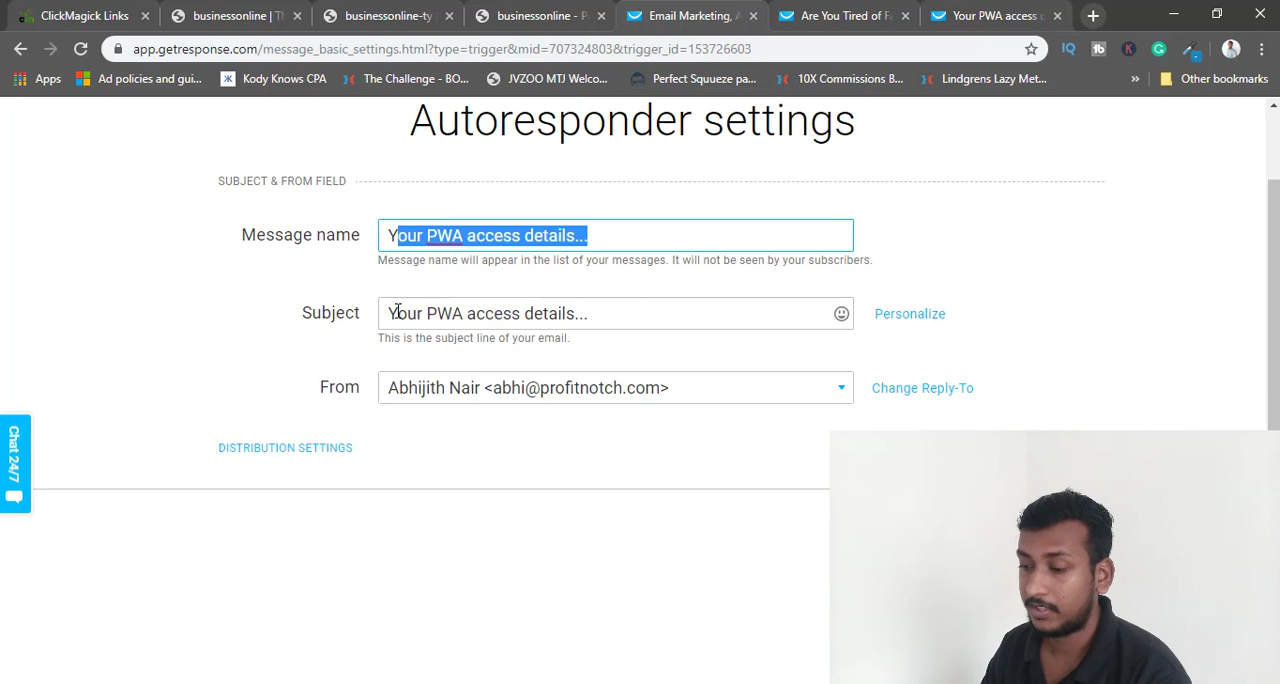 ClickMagick Links
businessonline | Th
businessonline-ty
businessonline - P
Email Marketing, A
Are You Tired of F
Your PWA access d
app.getresponse.com/message_basic_settings.html?type=trigger&mid=707324803&trigger_id=153726603
Apps
Ad policies and gui...
Kody Knows CPA
The Challenge - BO...
JVZOO MTJ Welco...
Perfect Squeeze pa...
10X Commissions B...
Lindgrens Lazy Met...
»
Other bookmarks
Autoresponder settings
SUBJECT & FROM FIELD
Message name
Your PWA access details...
Message name will appear in the list of your messages. It will not be seen by your subscribers.
Subject
Your PWA access details...
Personalize
This is the subject line of your email.
From
Abhijith Nair <abhi@profitnotch.com>
Change Reply-To
DISTRIBUTION SETTINGS
Chat 24/7